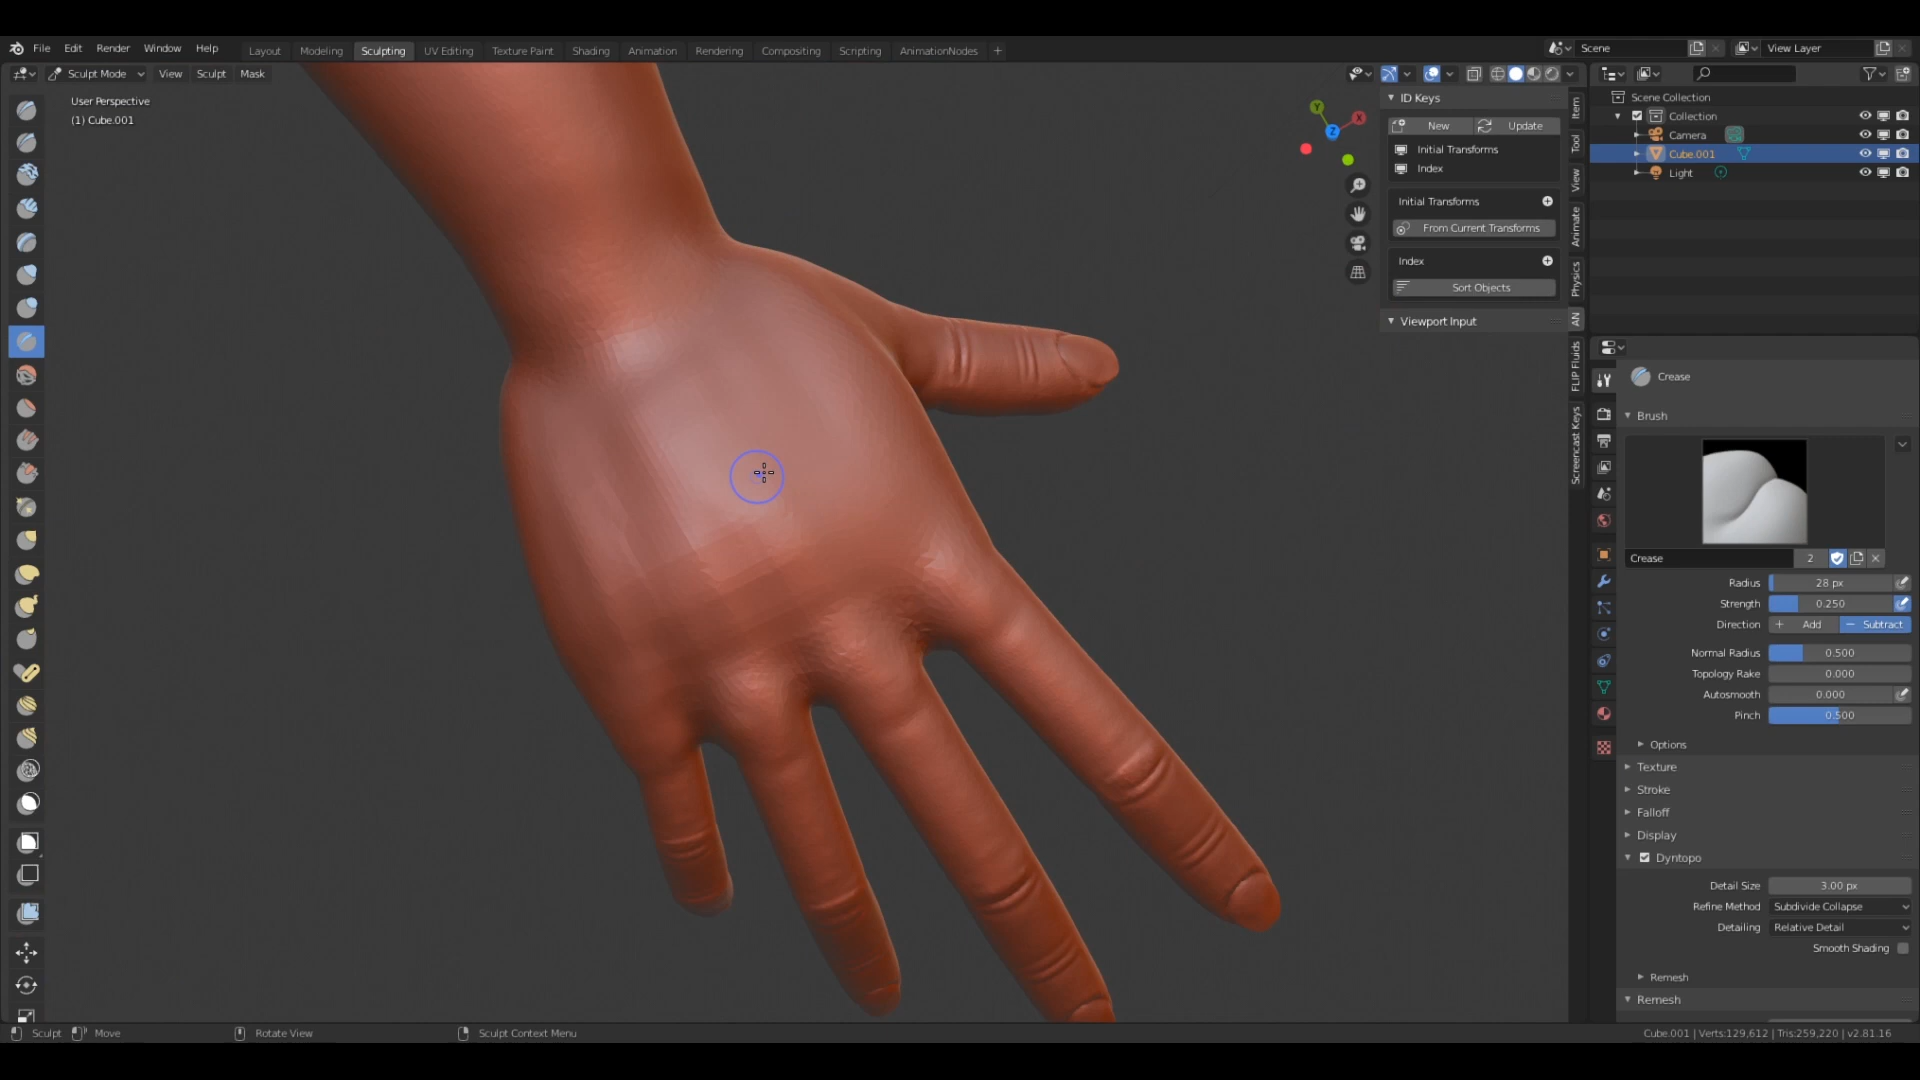 File Edit Render Window Help Layout Modeling Sculpting UV Editing Texture Paint Shading Animation Rendering Compositing Scripting AnimationNodes + Scene View Layer
Sculpt Mode View Sculpt Mask
User Perspective
(1) Cube.001
Y
X
Z
ID Keys
New Update
Initial Transforms
Index
Initial Transforms
From Current Transforms
Index
Sort Objects
Viewport Input
Item
Tool
View
Animate
Physics
AN
FLIP Fluids
Screencast Keys
Scene Collection
Collection
Camera
Cube.001
Light
Crease
Brush
Crease 2
Radius 28 px
Strength 0.250
Direction + Add − Subtract
Normal Radius 0.500
Topology Rake 0.000
Autosmooth 0.000
Pinch 0.500
Options
Texture
Stroke
Falloff
Display
Dyntopo
Detail Size 3.00 px
Refine Method Subdivide Collapse
Detailing Relative Detail
Smooth Shading
Remesh
Remesh
Sculpt Move Rotate View Sculpt Context Menu Cube.001 | Verts:129,612 | Tris:259,220 | v2.81.16